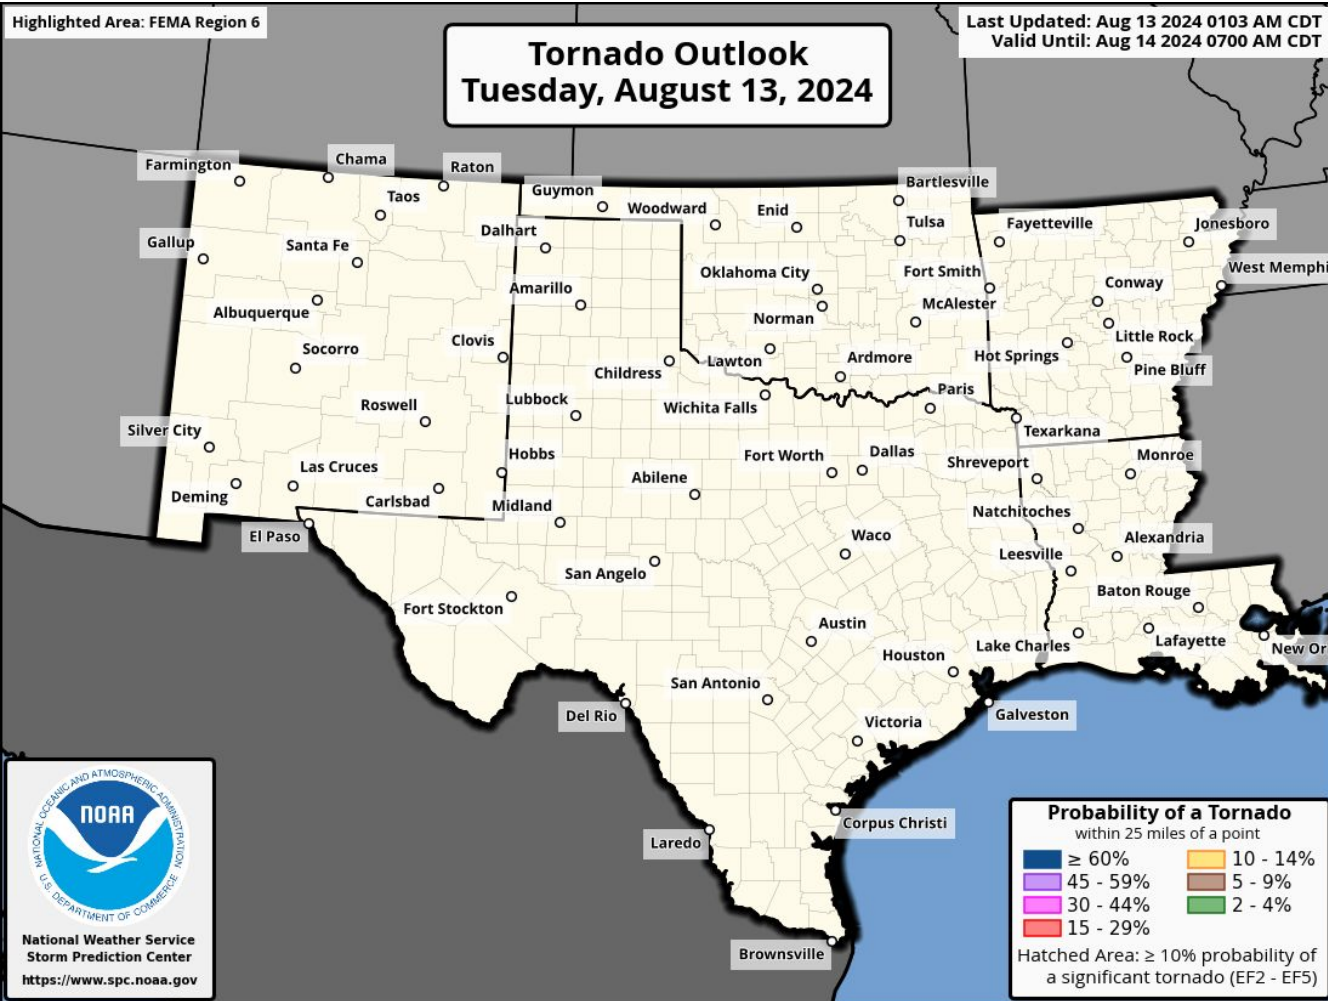 Highlighted Area: FEMA Region 6
Last Updated: Aug 13 2024 0103 AM CDT
Valid Until: Aug 14 2024 0700 AM CDT
Tornado Outlook
Tuesday, August 13, 2024
Farmington
Chama
Raton
Taos
Guymon
Woodward
Enid
Bartlesville
Tulsa
Fayetteville
Jonesboro
Gallup
Santa Fe
Dalhart
Oklahoma City
Fort Smith
West Memphi
Amarillo
Conway
Albuquerque
Norman
McAlester
Socorro
Clovis
Little Rock
Childress
Lawton
Ardmore
Hot Springs
Pine Bluff
Roswell
Lubbock
Wichita Falls
Paris
Silver City
Texarkana
Las Cruces
Hobbs
Abilene
Fort Worth
Dallas
Shreveport
Monroe
Deming
Carlsbad
Midland
Natchitoches
El Paso
Waco
Leesville
Alexandria
San Angelo
Baton Rouge
Fort Stockton
Austin
Lake Charles
Lafayette
New Or
Houston
San Antonio
Del Rio
Victoria
Galveston
Corpus Christi
Laredo
Brownsville
NATIONAL OCEANIC AND ATMOSPHERIC ADMINISTRATION
NOAA
U.S. DEPARTMENT OF COMMERCE
National Weather Service
Storm Prediction Center
https://www.spc.noaa.gov
Probability of a Tornado
within 25 miles of a point
≥ 60%
10 - 14%
45 - 59%
5 - 9%
30 - 44%
2 - 4%
15 - 29%
Hatched Area: ≥ 10% probability of
a significant tornado (EF2 - EF5)